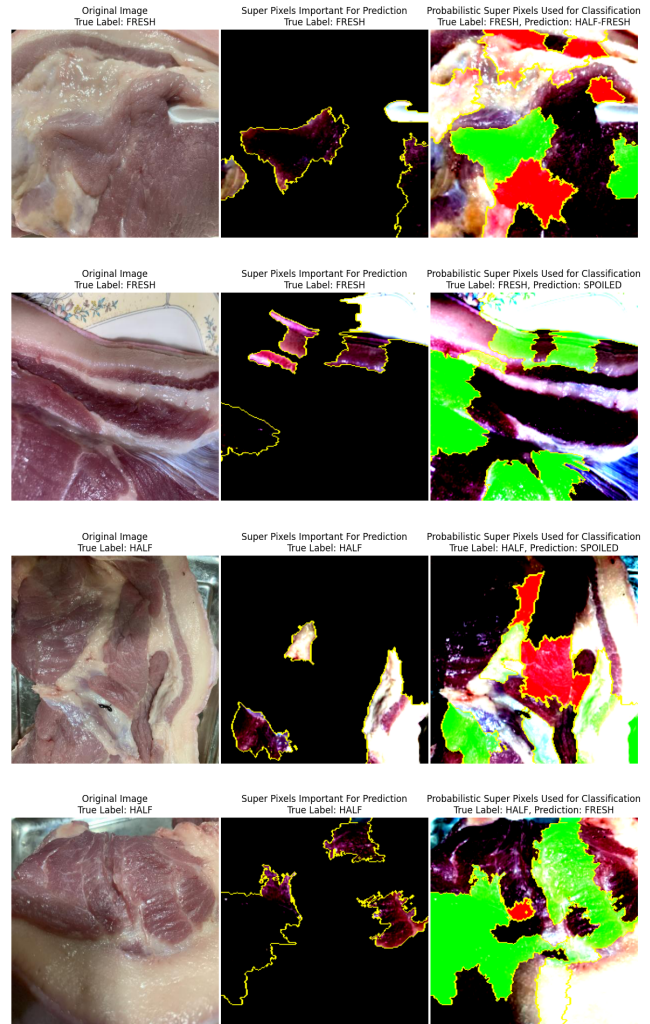 Original Image
True Label: FRESH
Super Pixels Important For Prediction
True Label: FRESH
Probabilistic Super Pixels Used for Classification
True Label: FRESH, Prediction: HALF-FRESH
Original Image
True Label: FRESH
Super Pixels Important For Prediction
True Label: FRESH
Probabilistic Super Pixels Used for Classification
True Label: FRESH, Prediction: SPOILED
Original Image
True Label: HALF
Super Pixels Important For Prediction
True Label: HALF
Probabilistic Super Pixels Used for Classification
True Label: HALF, Prediction: SPOILED
Original Image
True Label: HALF
Super Pixels Important For Prediction
True Label: HALF
Probabilistic Super Pixels Used for Classification
True Label: HALF, Prediction: FRESH